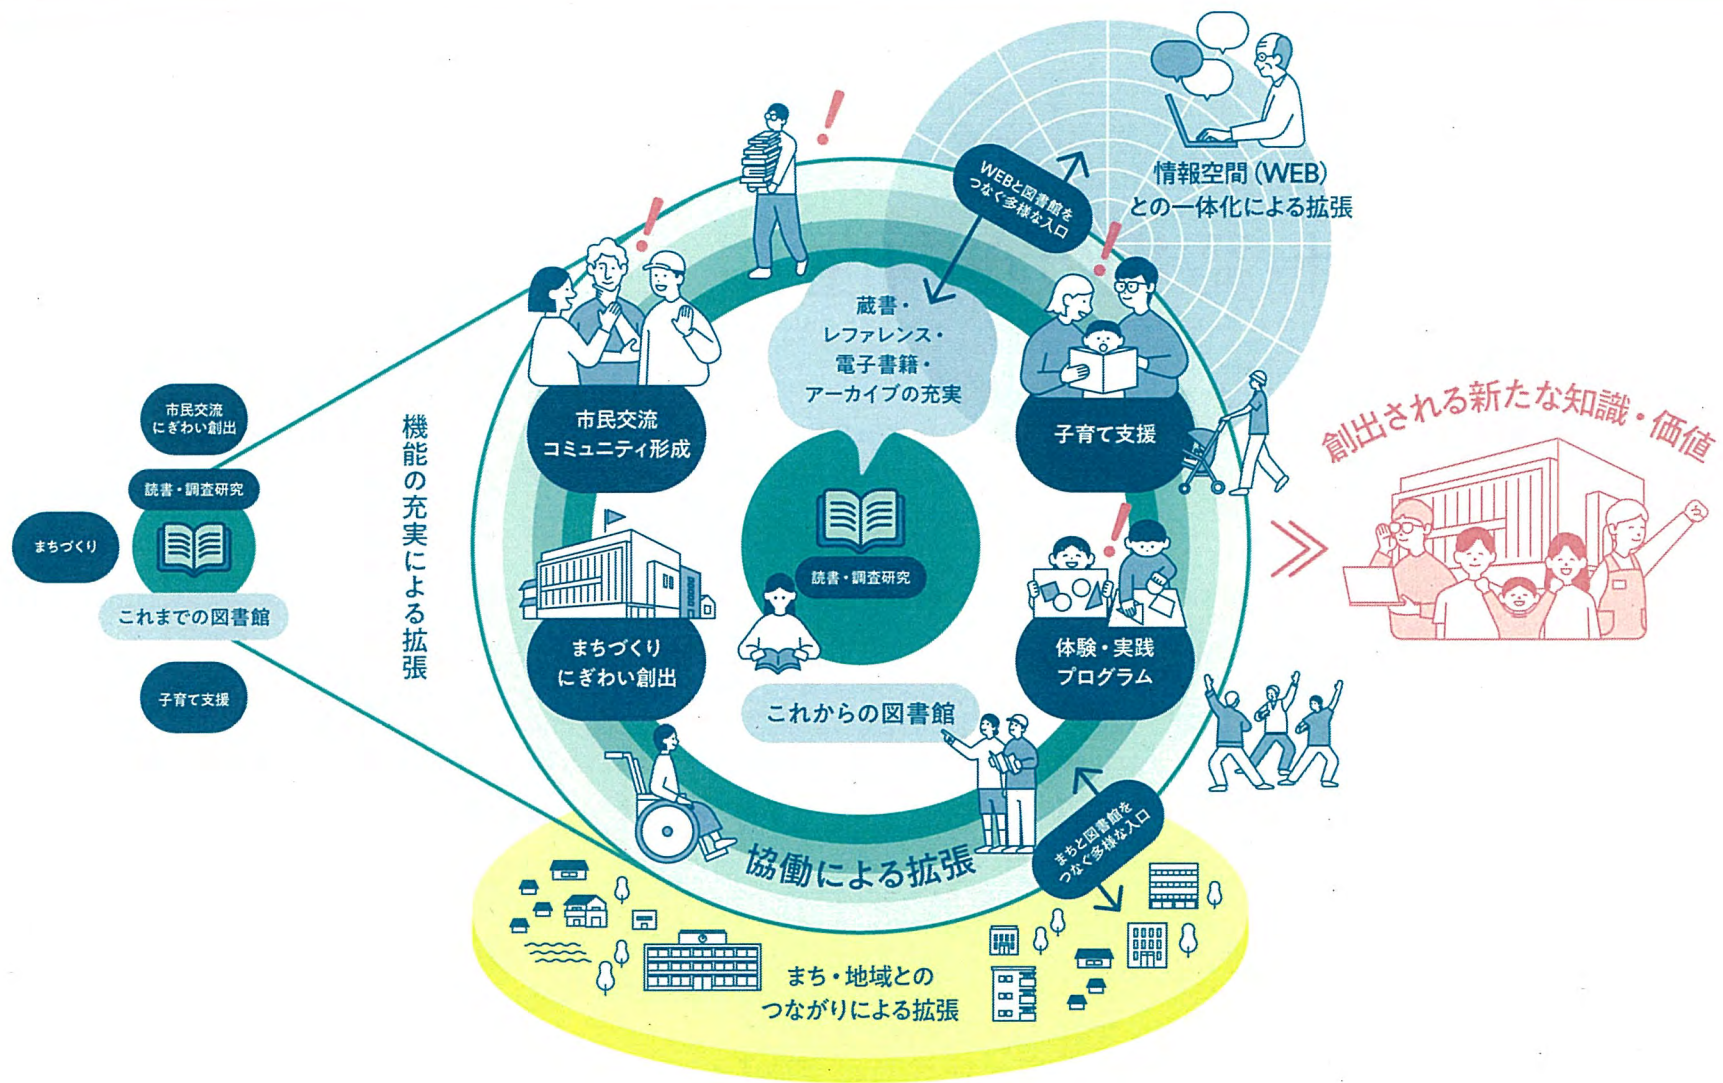 市民交流
にぎわい創出
読書・調査研究
まちづくり
これまでの図書館
子育て支援
機能の充実による拡張
WEBと図書館を
つなぐ多様な入口
情報空間（WEB）
との一体化による拡張
蔵書・
レファレンス・
電子書籍・
アーカイブの充実
市民交流
コミュニティ形成
子育て支援
読書・調査研究
まちづくり
にぎわい創出
体験・実践
プログラム
これからの図書館
協働による拡張
まちと図書館を
つなぐ多様な入口
まち・地域との
つながりによる拡張
創出される新たな知識・価値